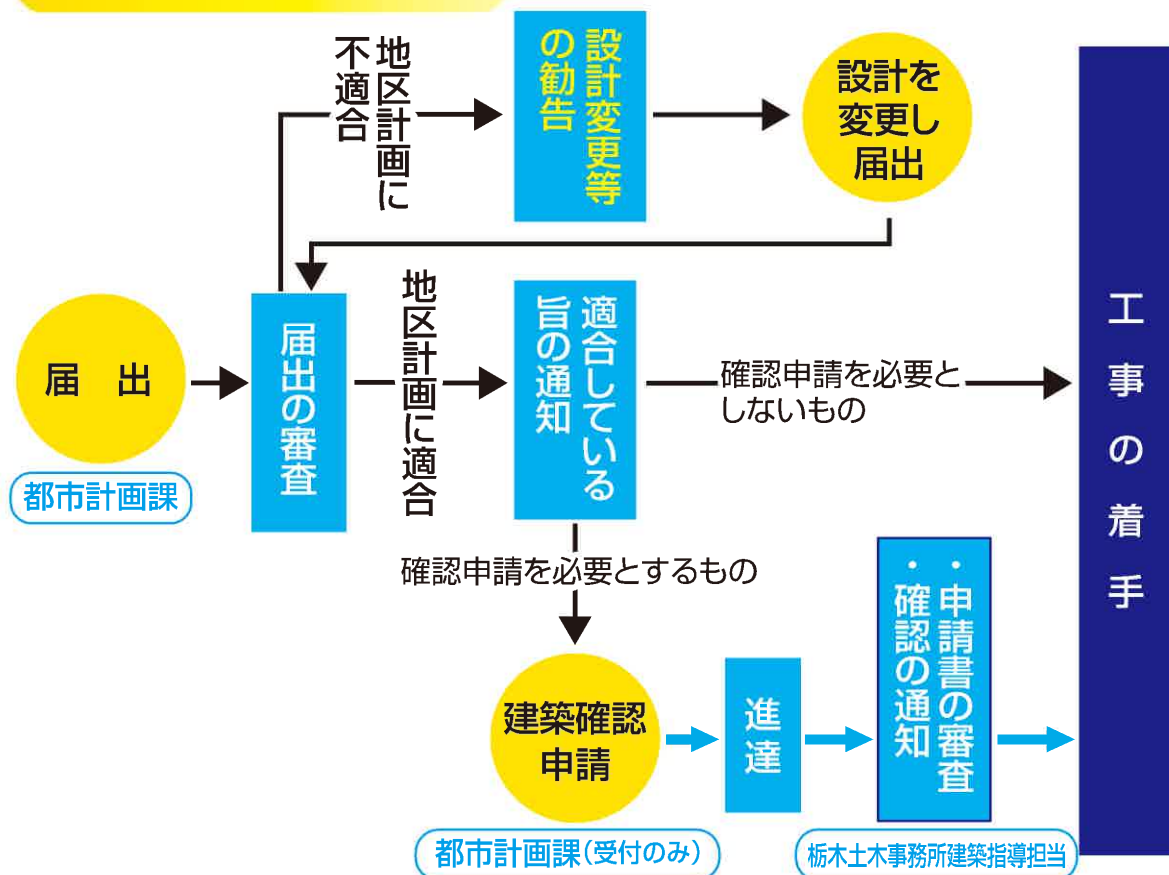 地区計画に
不適合
設計変更等
の勧告
設計を
変更し
届出
届 出
都市計画課
届出の審査
地区計画に適合
適合している
旨の通知
確認申請を必要と
しないもの
確認申請を必要とするもの
建築確認
申請
都市計画課(受付のみ)
進達
・申請書の審査
・確認の通知
栃木土木事務所建築指導担当
工事の着手